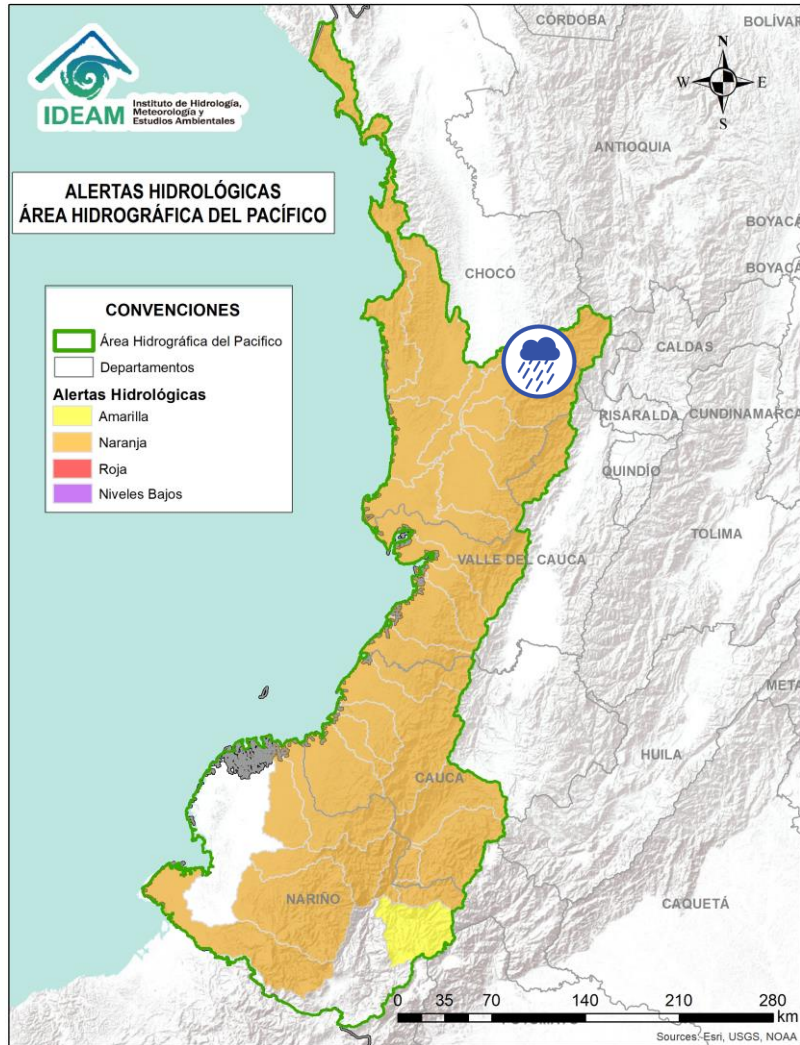 CÓRDOBA
BOLÍVAR
N
W
E
S
IDEAM
Instituto de Hidrología,
Meteorología y
Estudios Ambientales
ANTIOQUIA
ALERTAS HIDROLÓGICAS
ÁREA HIDROGRÁFICA DEL PACÍFICO
BOYACÁ
BOYACÁ
CHOCÓ
CONVENCIONES
Área Hidrográfica del Pacifico
Departamentos
Alertas Hidrológicas
Amarilla
Naranja
Roja
Niveles Bajos
CALDAS
RISARALDA
CUNDINAMARCA
QUINDÍO
TOLIMA
VALLE DEL CAUCA
META
HUILA
CAUCA
NARIÑO
CAQUETÁ
0 35 70 140 210 280
km
Sources: Esri, USGS, NOAA